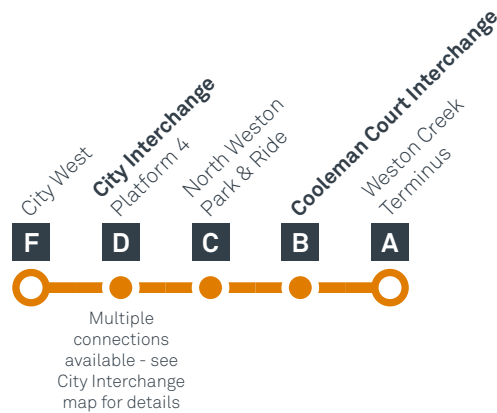 City West
City Interchange
Platform 4
North Weston
Park & Ride
Cooleman Court Interchange
Weston Creek
Terminus
F
D
C
B
A
Multiple
connections
available - see
City Interchange
map for details